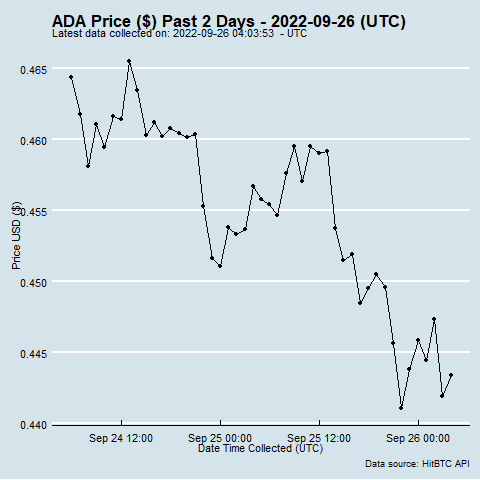 ADA Price ($) Past 2 Days - 2022-09-26 (UTC)
Latest data collected on: 2022-09-26 04:03:53  - UTC
0.465
0.460
0.455
0.450
0.445
0.440
Price USD ($)
Sep 24 12:00
Sep 25 00:00
Sep 25 12:00
Sep 26 00:00
Date Time Collected (UTC)
Data source: HitBTC API